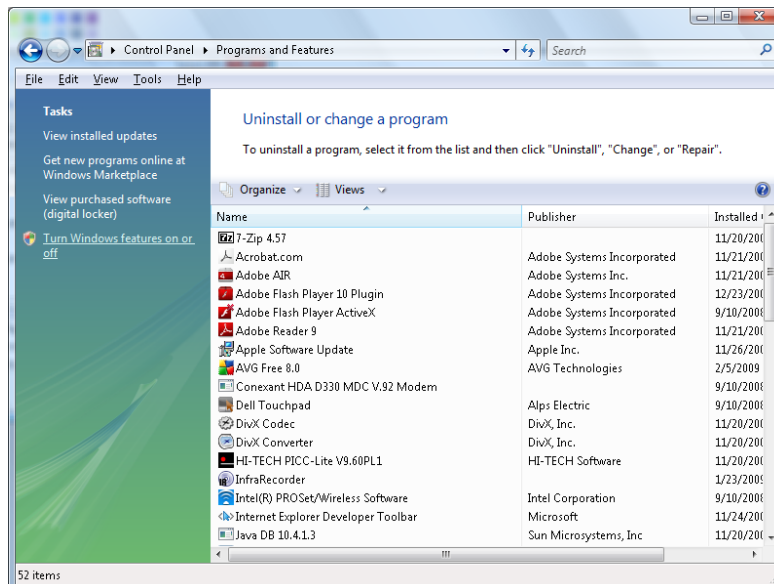 Control Panel Programs and Features Search
File Edit View Tools Help
Tasks
View installed updates
Get new programs online at
Windows Marketplace
View purchased software
(digital locker)
Turn Windows features on or
off
Uninstall or change a program
To uninstall a program, select it from the list and then click "Uninstall", "Change", or "Repair".
Organize Views
Name Publisher Installed
7-Zip 4.57 11/20/200
Acrobat.com Adobe Systems Incorporated 11/21/200
Adobe AIR Adobe Systems Inc. 11/21/200
Adobe Flash Player 10 Plugin Adobe Systems Incorporated 12/23/200
Adobe Flash Player ActiveX Adobe Systems Incorporated 9/10/2008
Adobe Reader 9 Adobe Systems Incorporated 11/21/200
Apple Software Update Apple Inc. 11/26/200
AVG Free 8.0 AVG Technologies 2/5/2009
Conexant HDA D330 MDC V.92 Modem 9/10/2008
Dell Touchpad Alps Electric 9/10/2008
DivX Codec DivX, Inc. 11/20/200
DivX Converter DivX, Inc. 11/20/200
HI-TECH PICC-Lite V9.60PL1 HI-TECH Software 11/20/200
InfraRecorder 1/23/2009
Intel(R) PROSet/Wireless Software Intel Corporation 9/10/2008
Internet Explorer Developer Toolbar Microsoft 11/24/200
Java DB 10.4.1.3 Sun Microsystems, Inc 11/20/200
52 items